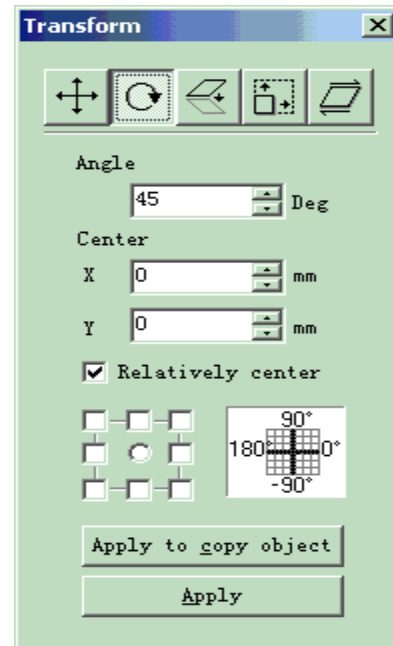 Transform
Angle
45 Deg
Center
X 0 mm
Y 0 mm
Relatively center
90°
180° 0°
-90°
Apply to copy object
Apply